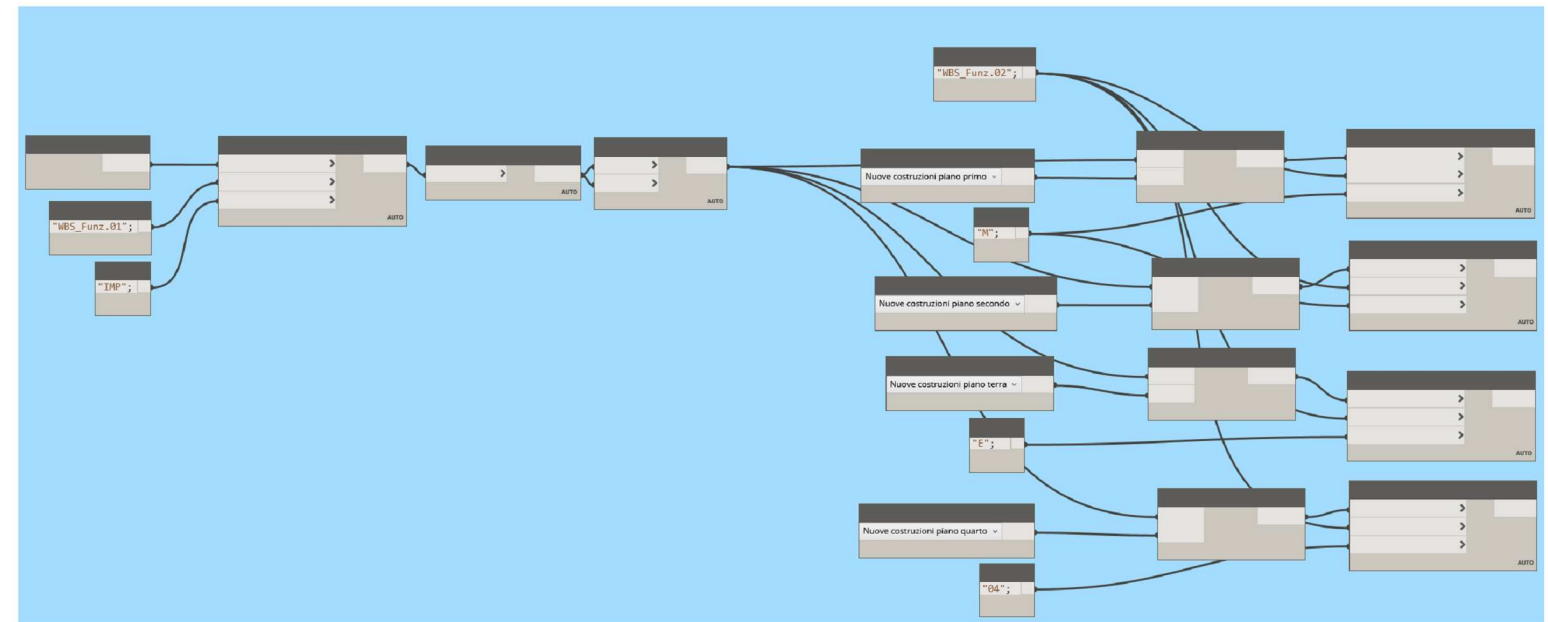 "WBS_Funz.02";
"WBS_Funz.01";
"IMP";
AUTO
AUTO
AUTO
Nuove costruzioni piano primo
AUTO
"M";
Nuove costruzioni piano secondo
AUTO
Nuove costruzioni piano terra
"E";
AUTO
Nuove costruzioni piano quarto
AUTO
"04";